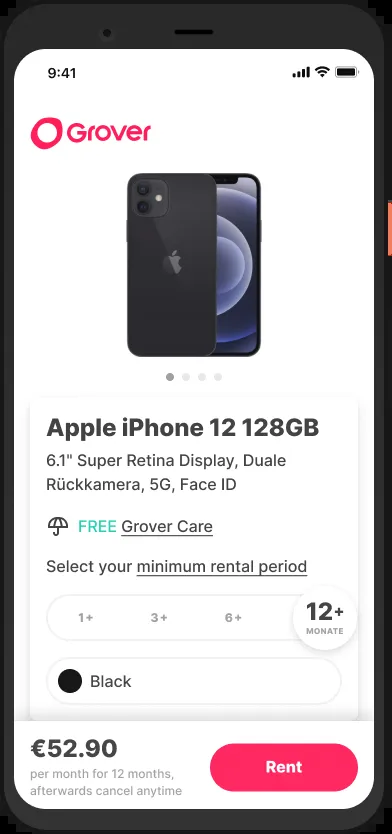 9:41
Grover
Apple iPhone 12 128GB
6.1" Super Retina Display, Duale
Rückkamera, 5G, Face ID
FREE Grover Care
Select your minimum rental period
1+ 3+ 6+ 12+
MONATE
Black
€52.90
per month for 12 months,
afterwards cancel anytime
Rent